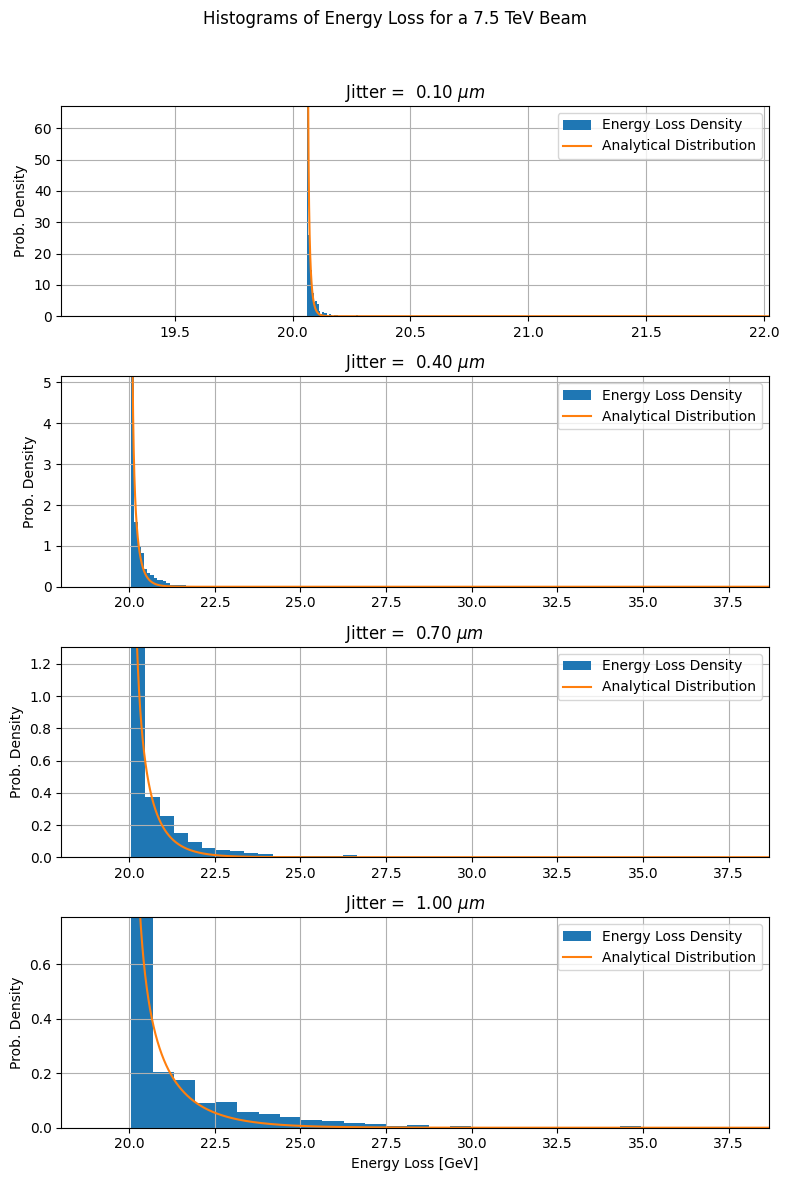 Histograms of Energy Loss for a 7.5 TeV Beam
Jitter = 0.10 μm
Prob. Density
60
50
40
30
20
10
0
Energy Loss Density
Analytical Distribution
19.5 20.0 20.5 21.0 21.5 22.0
Jitter = 0.40 μm
Prob. Density
5
4
3
2
1
0
Energy Loss Density
Analytical Distribution
20.0 22.5 25.0 27.5 30.0 32.5 35.0 37.5
Jitter = 0.70 μm
Prob. Density
1.2
1.0
0.8
0.6
0.4
0.2
0.0
Energy Loss Density
Analytical Distribution
20.0 22.5 25.0 27.5 30.0 32.5 35.0 37.5
Jitter = 1.00 μm
Prob. Density
0.6
0.4
0.2
0.0
Energy Loss Density
Analytical Distribution
20.0 22.5 25.0 27.5 30.0 32.5 35.0 37.5
Energy Loss [GeV]